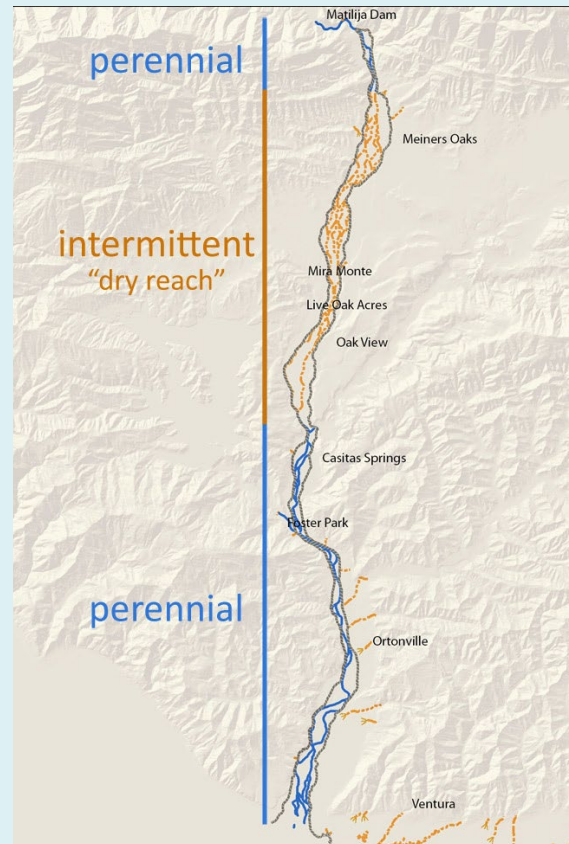 Matilija Dam
perennial
Meiners Oaks
intermittent
"dry reach"
Mira Monte
Live Oak Acres
Oak View
Casitas Springs
Foster Park
perennial
Ortonville
Ventura